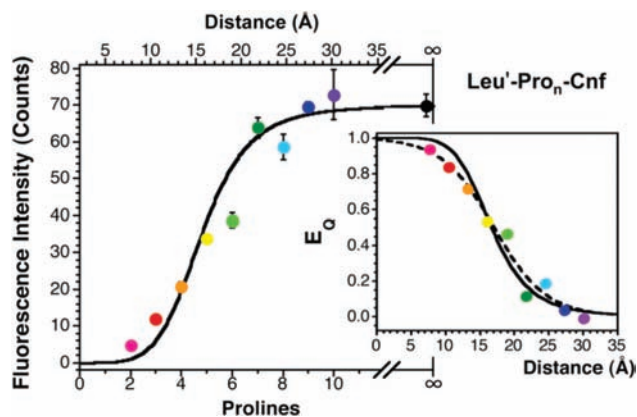 Distance (Å)
0 5 10 15 20 25 30 35 ∞
Leu'-Proₙ-Cnf
Fluorescence Intensity (Counts)
80
70
60
50
40
30
20
10
0
0 2 4 6 8 10 ∞
Prolines
E_Q
1.0
0.8
0.6
0.4
0.2
0.0
0 5 10 15 20 25 30 35
Distance (Å)